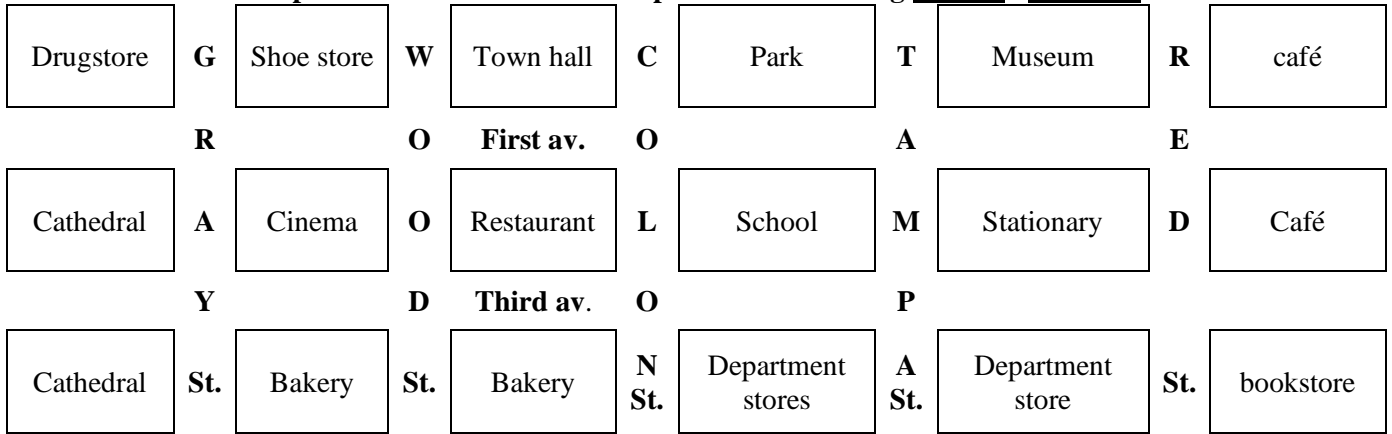 Drugstore G Shoe store W Town hall C Park T Museum R café
R O First av. O A E
Cathedral A Cinema O Restaurant L School M Stationary D Café
Y D Third av. O P
Cathedral St. Bakery St. Bakery N St. Department stores A St. Department store St. bookstore